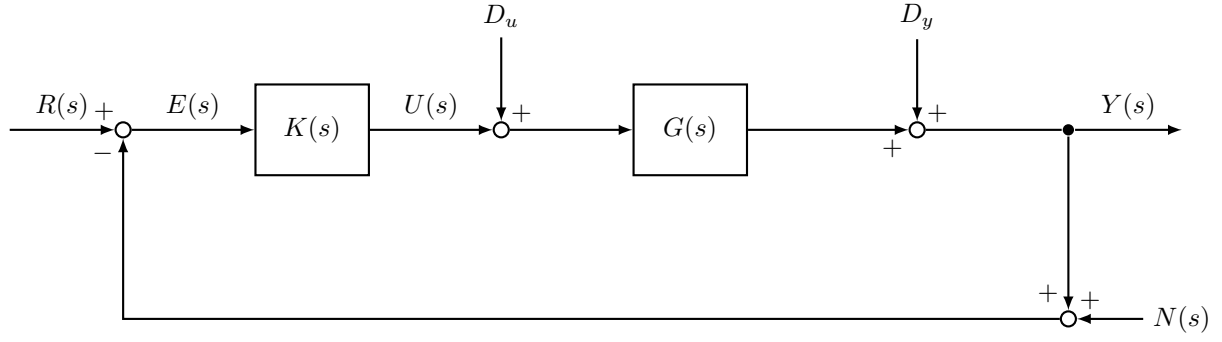 D_u
D_y
R(s) + E(s) K(s) U(s) + G(s) + Y(s)
− +
+ +
N(s)